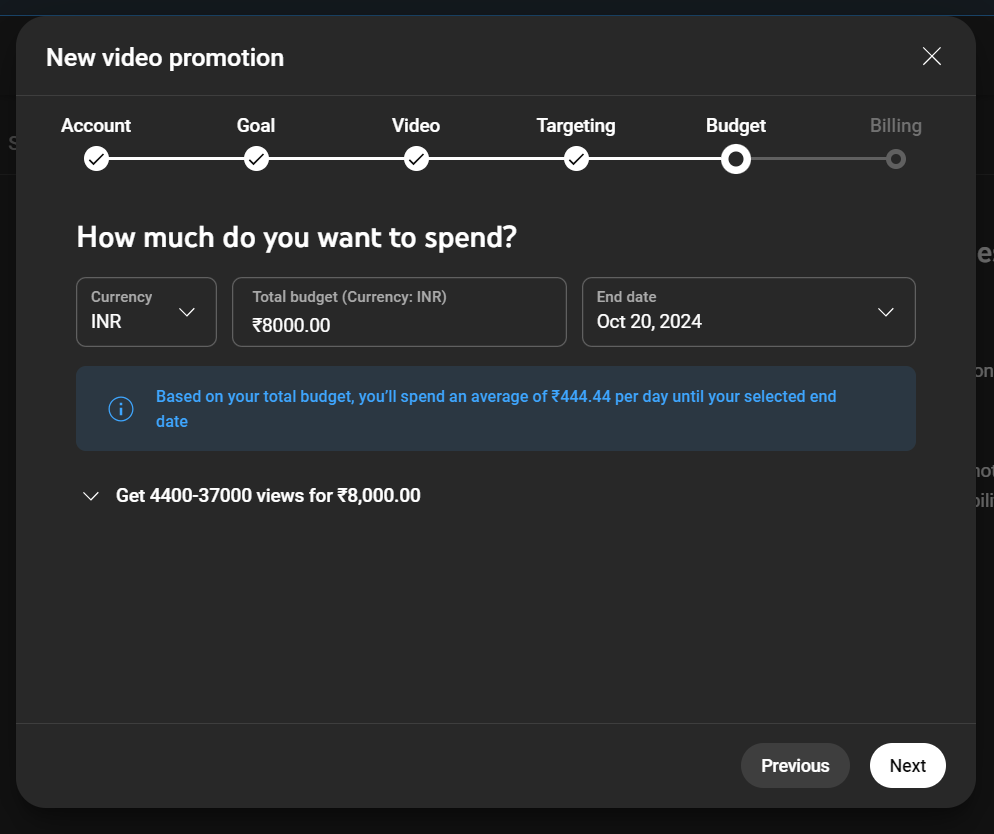 New video promotion
Account
Goal
Video
Targeting
Budget
Billing
How much do you want to spend?
Currency
INR
Total budget (Currency: INR)
₹8000.00
End date
Oct 20, 2024
Based on your total budget, you’ll spend an average of ₹444.44 per day until your selected end
date
Get 4400-37000 views for ₹8,000.00
Previous
Next